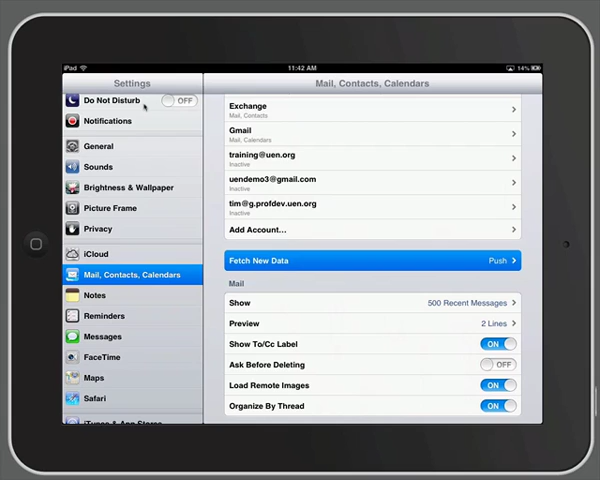 iPad
11:42 AM
14%
Settings
Mail, Contacts, Calendars
Do Not Disturb
OFF
Notifications
General
Sounds
Brightness & Wallpaper
Picture Frame
Privacy
iCloud
Mail, Contacts, Calendars
Notes
Reminders
Messages
FaceTime
Maps
Safari
iTunes & App Stores
Exchange
Mail, Contacts
Gmail
Mail, Calendars
training@uen.org
Inactive
uendemo3@gmail.com
Inactive
tim@g.profdev.uen.org
Inactive
Add Account...
Fetch New Data Push
Mail
Show 500 Recent Messages
Preview 2 Lines
Show To/Cc Label ON
Ask Before Deleting OFF
Load Remote Images ON
Organize By Thread ON